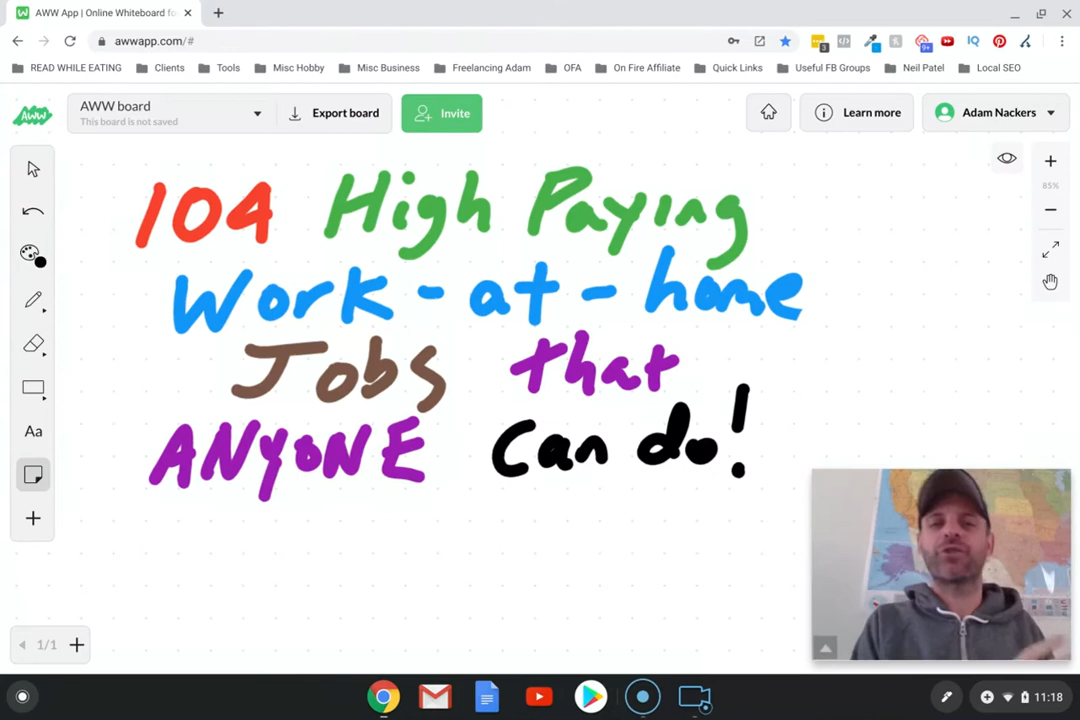 AWW App | Online Whiteboard fo
awwapp.com/#
READ WHILE EATING Clients Tools Misc Hobby Misc Business Freelancing Adam OFA On Fire Affiliate Quick Links Useful FB Groups Neil Patel Local SEO
AWW AWW board Export board Invite Learn more Adam Nackers
This board is not saved
85%
104 High Paying
Work-at-home
Jobs that
ANYONE can do!
Aa
1/1
11:18